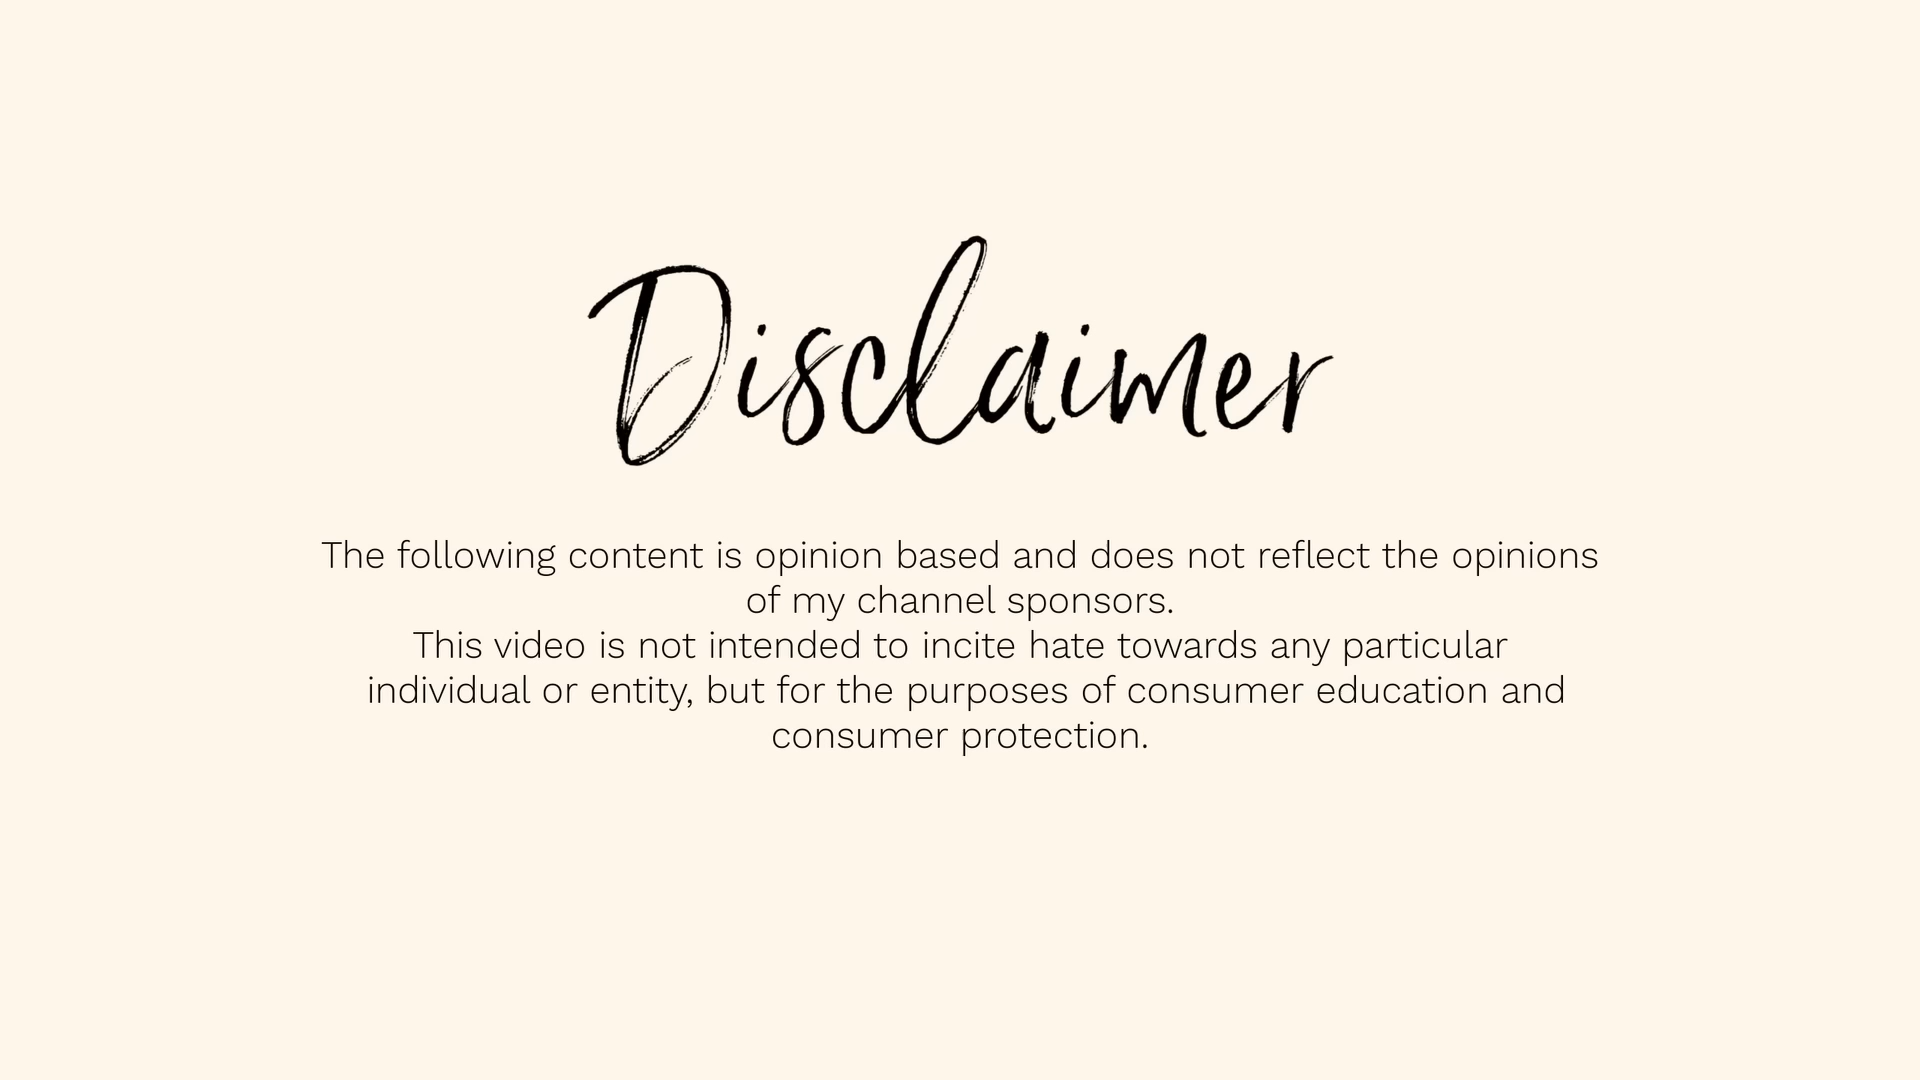 Disclaimer
The following content is opinion based and does not reflect the opinions
of my channel sponsors.
This video is not intended to incite hate towards any particular
individual or entity, but for the purposes of consumer education and
consumer protection.